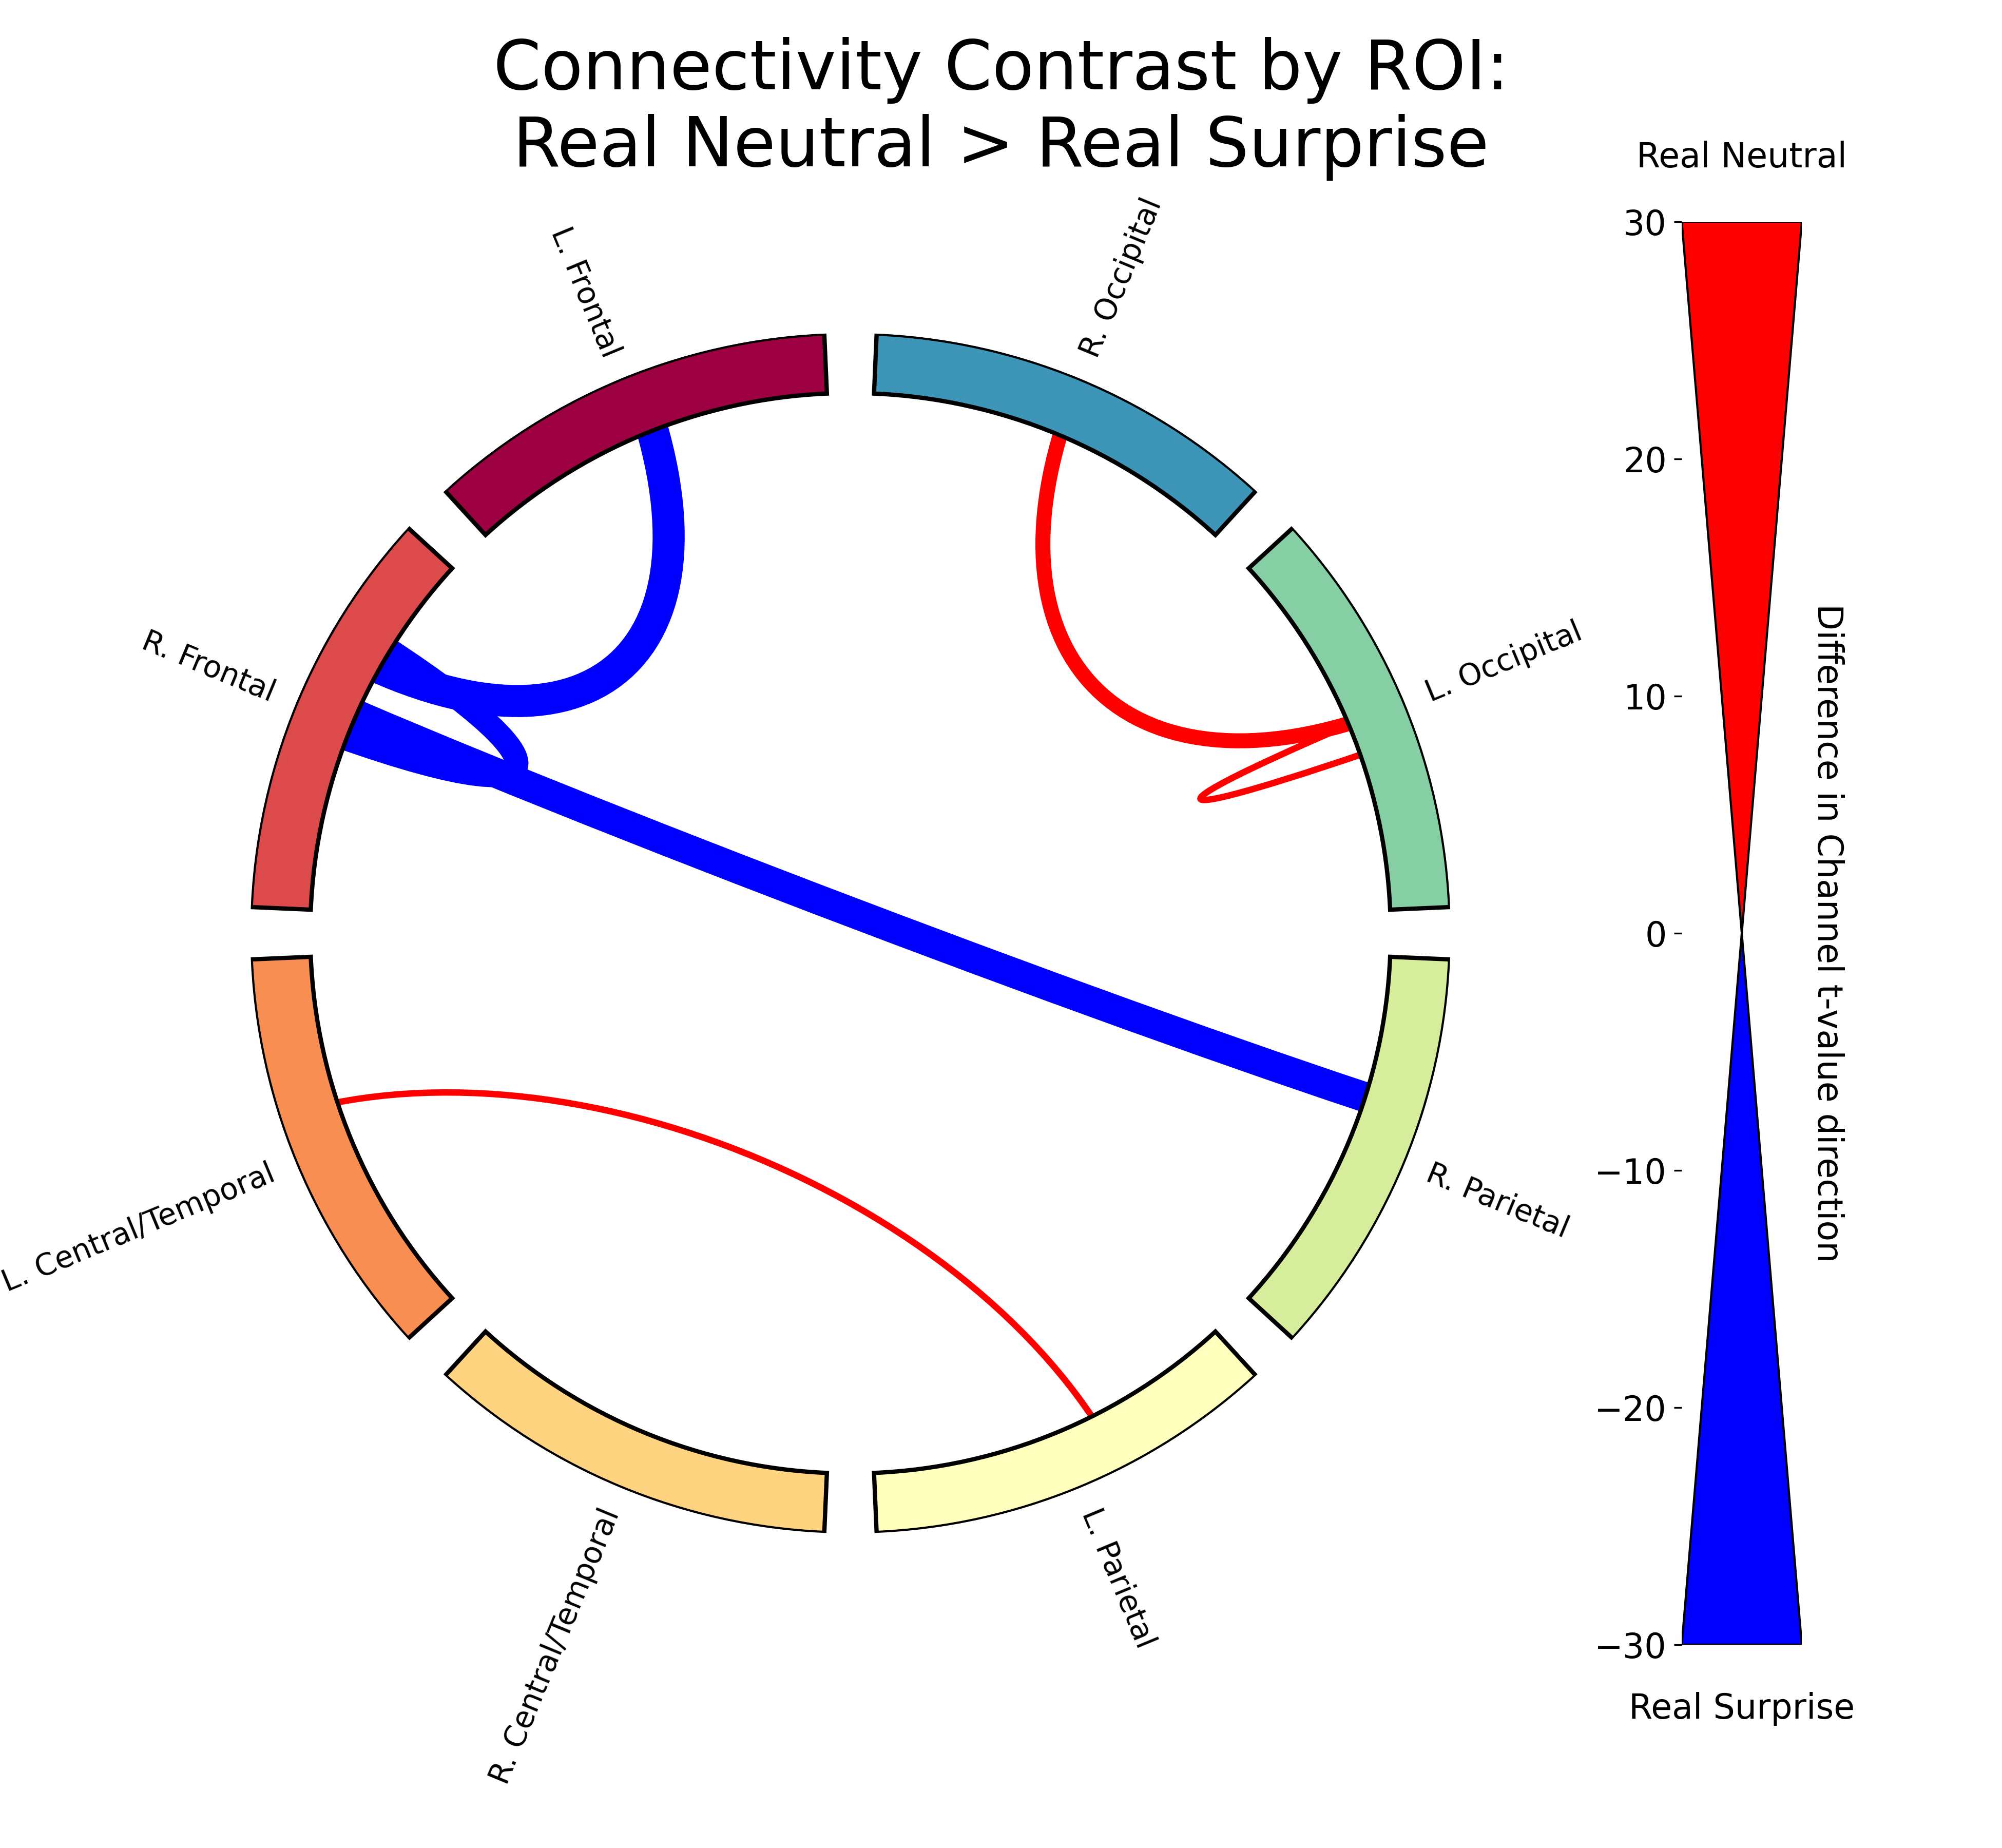 Connectivity Contrast by ROI:
Real Neutral > Real Surprise
Real Neutral
L. Frontal
R. Occipital
R. Frontal
L. Occipital
L. Central/Temporal
R. Parietal
R. Central/Temporal
L. Parietal
30
20
10
0
−10
−20
−30
Difference in Channel t-value direction
Real Surprise